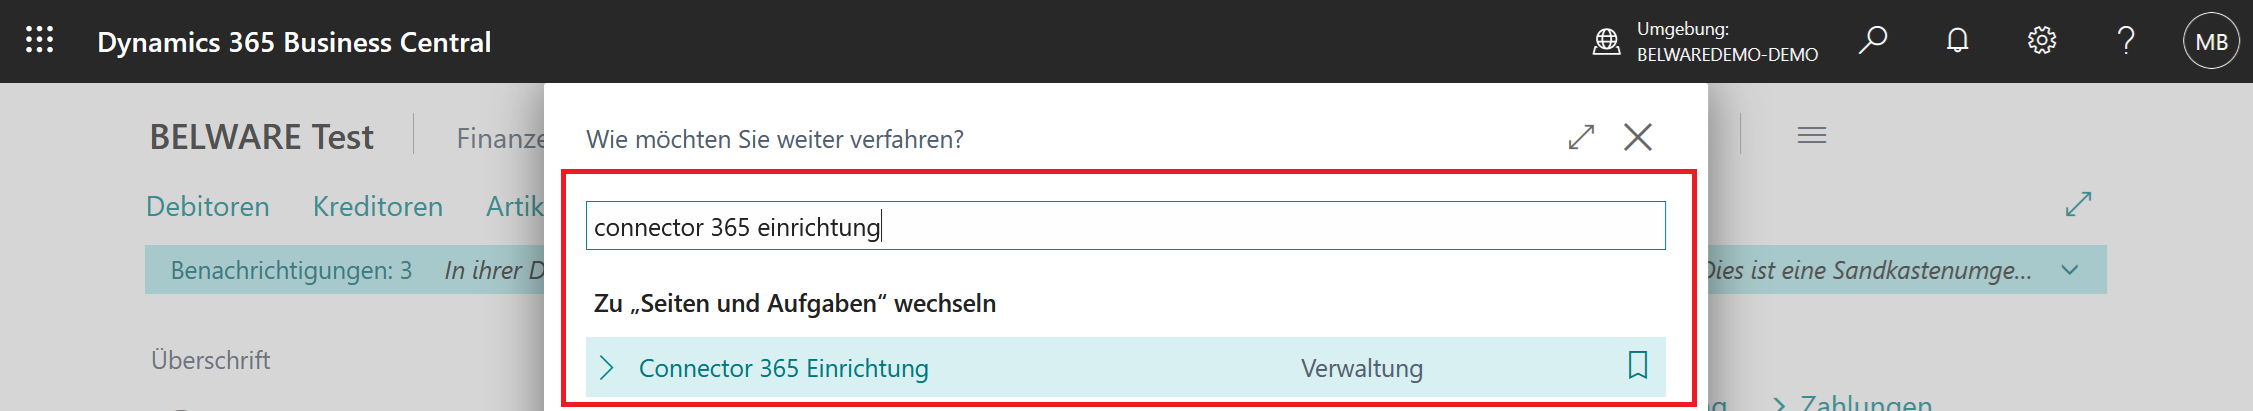 Dynamics 365 Business Central
Umgebung:
BELWAREDEMO-DEMO
MB
BELWARE Test
Wie möchten Sie weiter verfahren?
Debitoren Kreditoren
connector 365 einrichtung
Benachrichtigungen: 3 In ihrer
Dies ist eine Sandkastenumge...
Zu „Seiten und Aufgaben“ wechseln
Überschrift
Connector 365 Einrichtung Verwaltung
Zahlungen